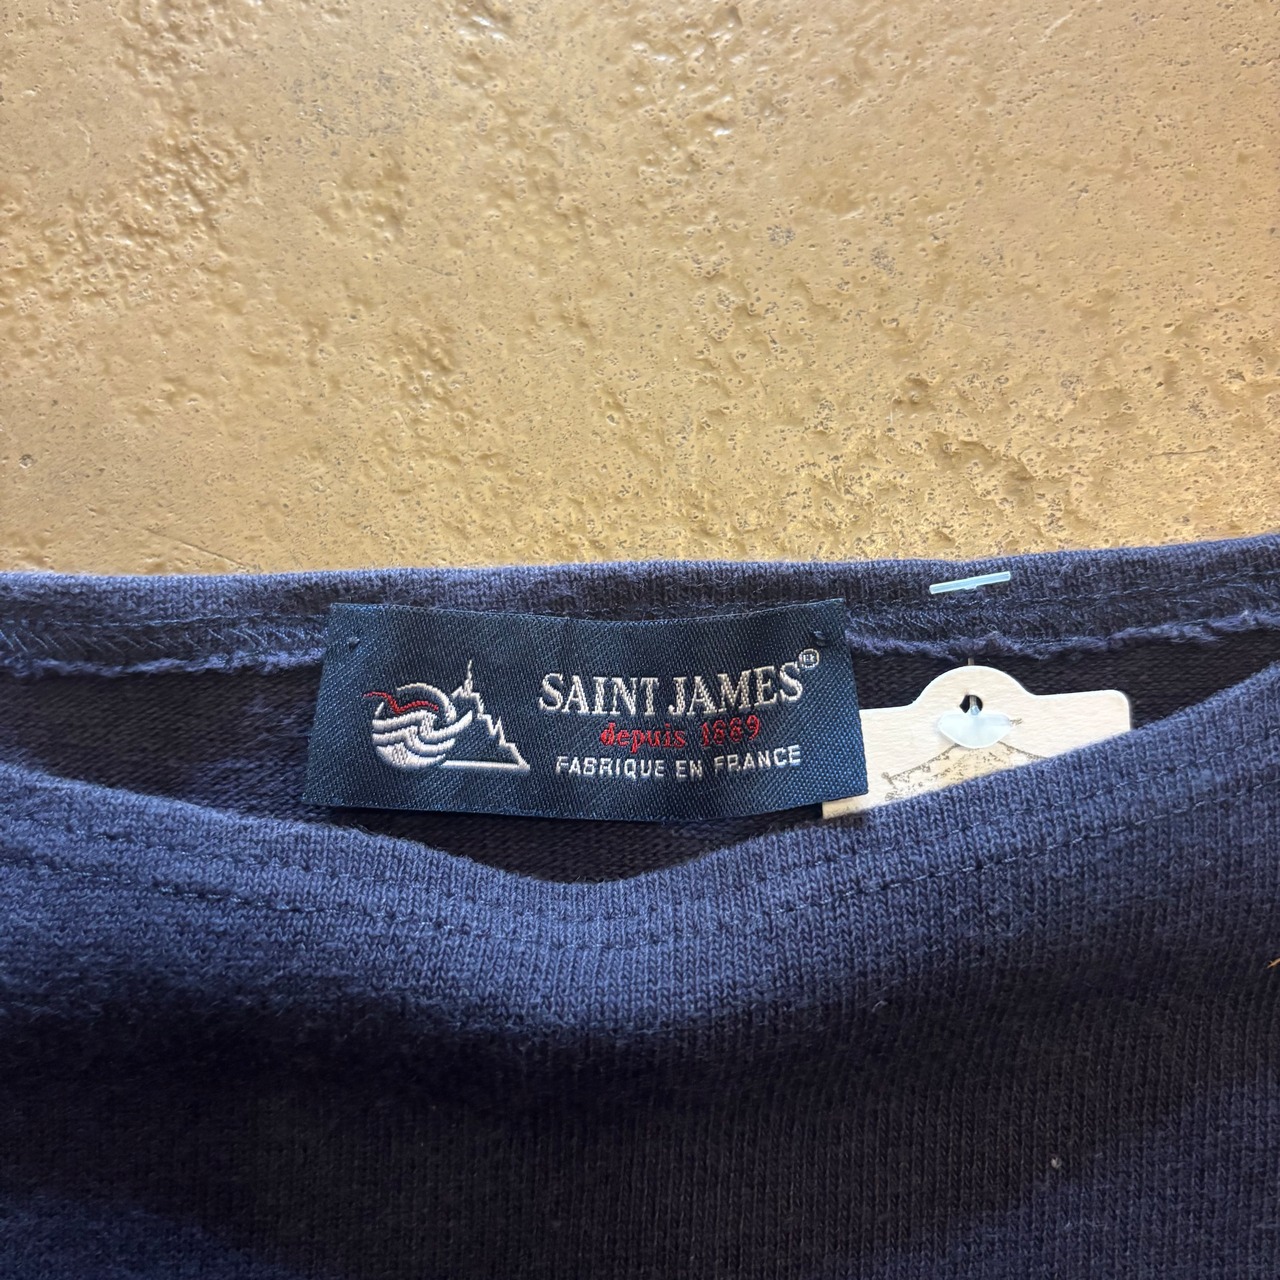 SAINT JAMES®
depuis 1889
FABRIQUE EN FRANCE